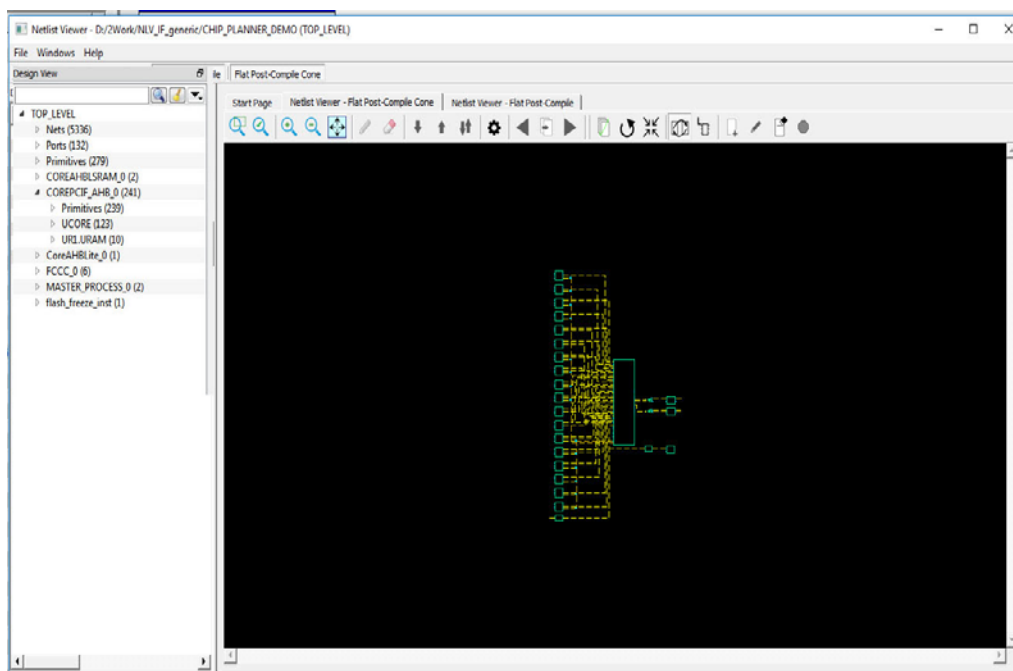 Netlist Viewer - D:/2Work/NLV_IF_generic/CHIP_PLANNER_DEMO (TOP_LEVEL)
File Windows Help
Design View
Flat Post-Compile Cone
Start Page Netlist Viewer - Flat Post-Compile Cone Netlist Viewer - Flat Post-Compile
TOP_LEVEL
Nets (5336)
Ports (132)
Primitives (279)
COREAHBLSRAM_0 (2)
COREPCIF_AHB_0 (241)
Primitives (239)
UCORE (123)
UR1.URAM (10)
CoreAHBLite_0 (1)
FCCC_0 (6)
MASTER_PROCESS_0 (2)
flash_freeze_inst (1)